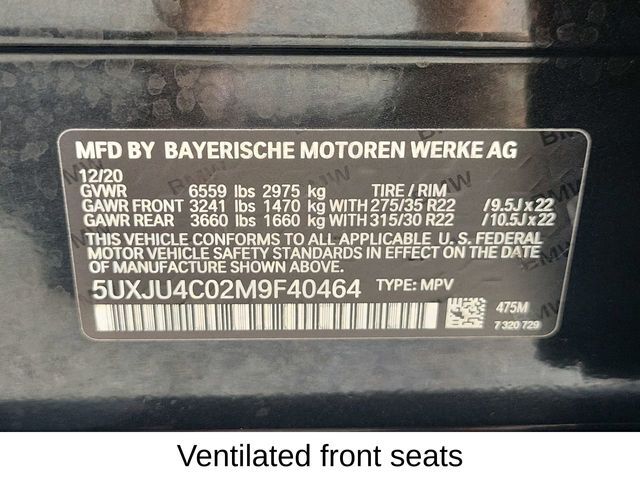 MFD BY BAYERISCHE MOTOREN WERKE AG
12/20
GVWR 6559 lbs 2975 kg TIRE / RIM
GAWR FRONT 3241 lbs 1470 kg WITH 275/35 R22 /9.5J x 22
GAWR REAR 3660 lbs 1660 kg WITH 315/30 R22 /10.5J x 22
THIS VEHICLE CONFORMS TO ALL APPLICABLE U. S. FEDERAL
MOTOR VEHICLE SAFETY STANDARDS IN EFFECT ON THE DATE
OF MANUFACTURE SHOWN ABOVE.
5UXJU4C02M9F40464 TYPE: MPV
475M
7 320 729
Ventilated front seats